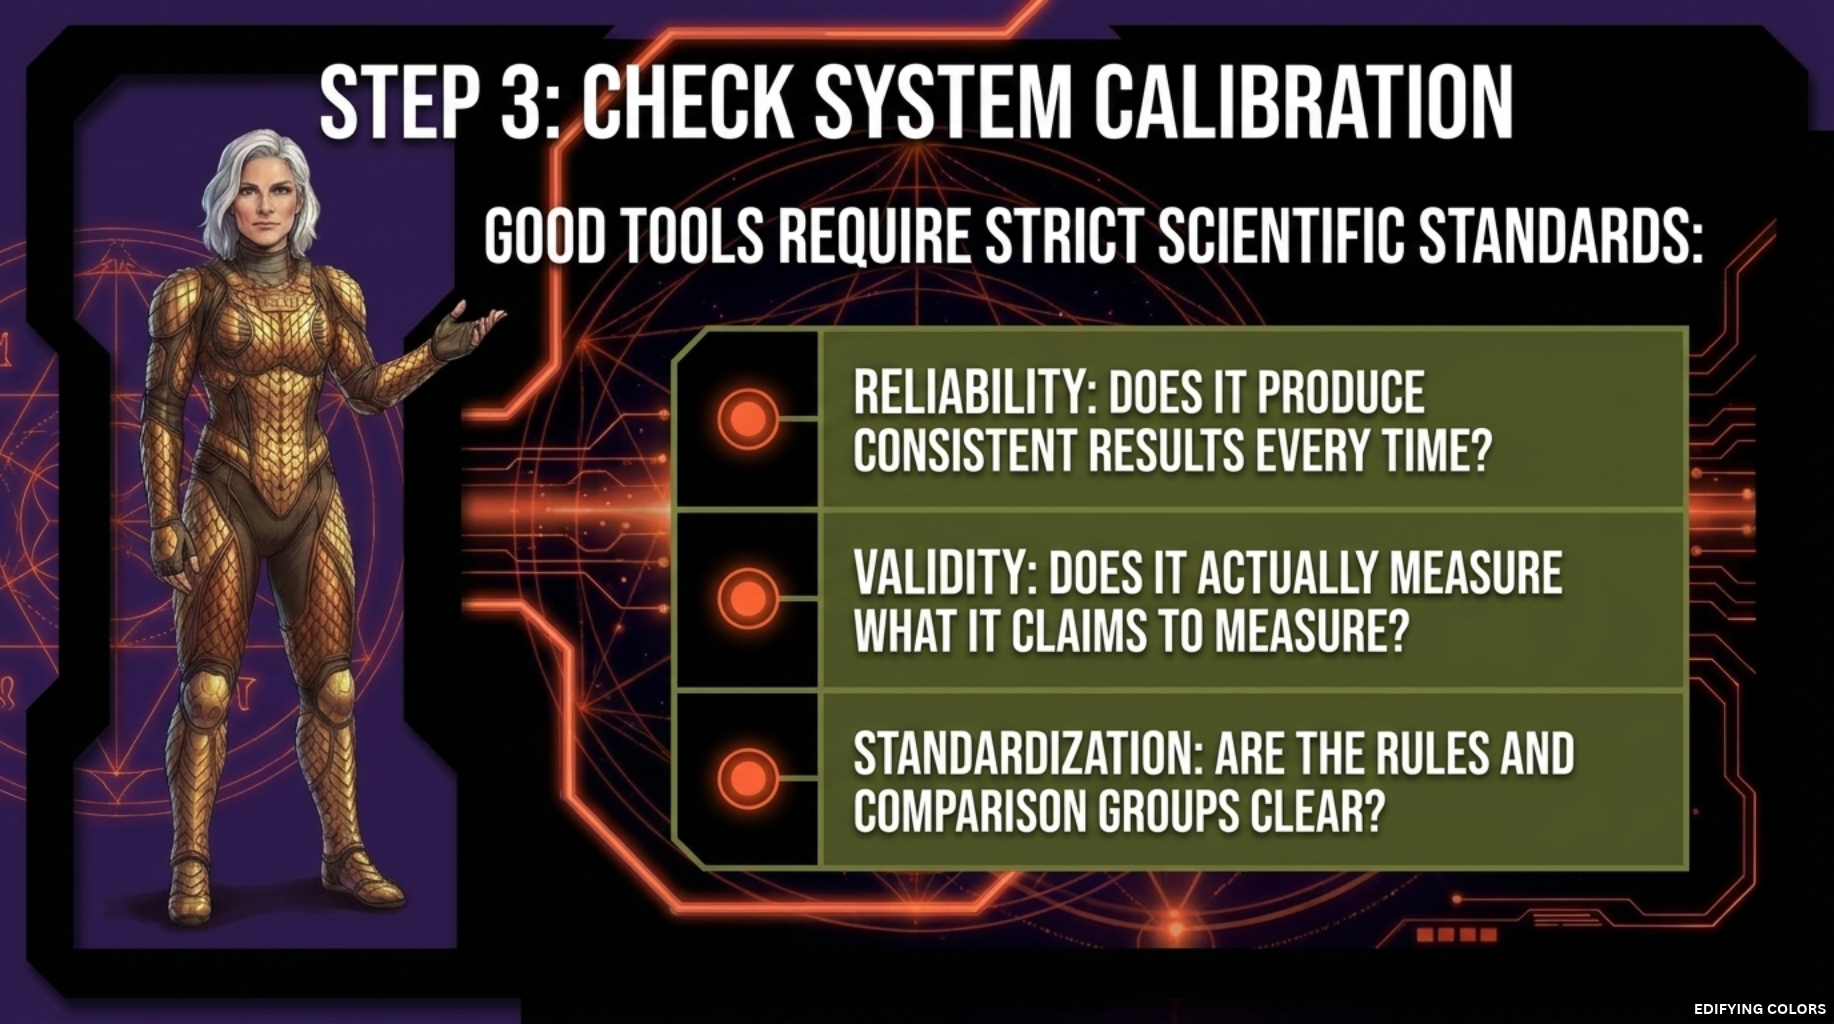 STEP 3: CHECK SYSTEM CALIBRATION
GOOD TOOLS REQUIRE STRICT SCIENTIFIC STANDARDS:
RELIABILITY: DOES IT PRODUCE
CONSISTENT RESULTS EVERY TIME?
VALIDITY: DOES IT ACTUALLY MEASURE
WHAT IT CLAIMS TO MEASURE?
STANDARDIZATION: ARE THE RULES AND
COMPARISON GROUPS CLEAR?
EDIFYING COLORS